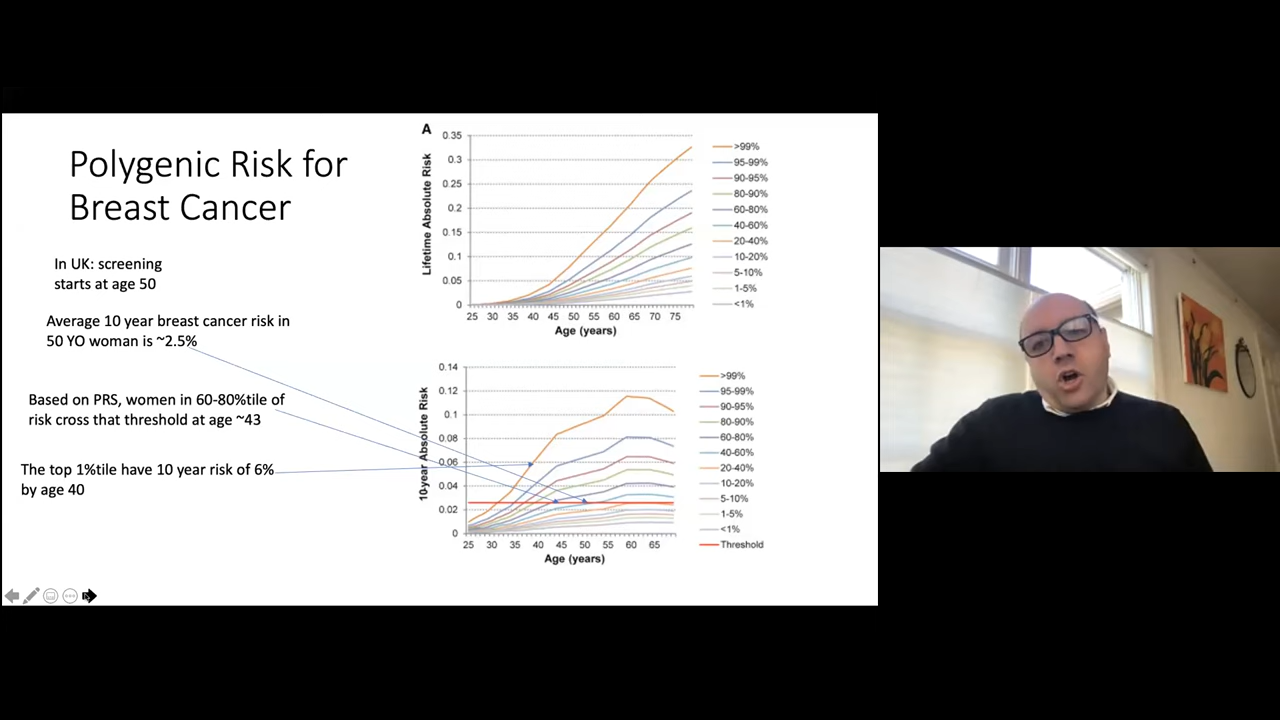 Polygenic Risk for
Breast Cancer
In UK: screening
starts at age 50
Average 10 year breast cancer risk in
50 YO woman is ~2.5%
Based on PRS, women in 60-80%tile of
risk cross that threshold at age ~43
The top 1%tile have 10 year risk of 6%
by age 40
A
Lifetime Absolute Risk
0.35
0.3
0.25
0.2
0.15
0.1
0.05
0
25 30 35 40 45 50 55 60 65 70 75
Age (years)
>99%
95-99%
90-95%
80-90%
60-80%
40-60%
20-40%
10-20%
5-10%
1-5%
<1%
10-year Absolute Risk
0.14
0.12
0.1
0.08
0.06
0.04
0.02
0
25 30 35 40 45 50 55 60 65
Age (years)
>99%
95-99%
90-95%
80-90%
60-80%
40-60%
20-40%
10-20%
5-10%
1-5%
<1%
Threshold